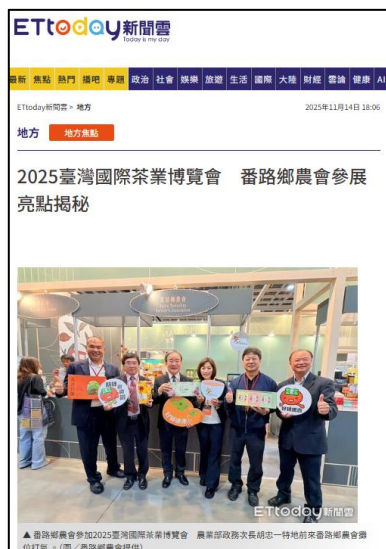 ETtoday新聞雲
Today is my day
最新 焦點 熱門 播吧 專題 政治 社會 娛樂 旅遊 生活 國際 大陸 財經 雲論 健康 AI
ETtoday新聞雲 > 地方
2025年11月14日 18:06
地方 地方焦點
2025臺灣國際茶業博覽會 番路鄉農會參展
亮點揭秘
ETtoday新聞雲
▲ 番路鄉農會參加2025臺灣國際茶業博覽會 農業部政務次長胡忠一特地前來番路鄉農會攤
位打氣。(圖／番路鄉農會提供)